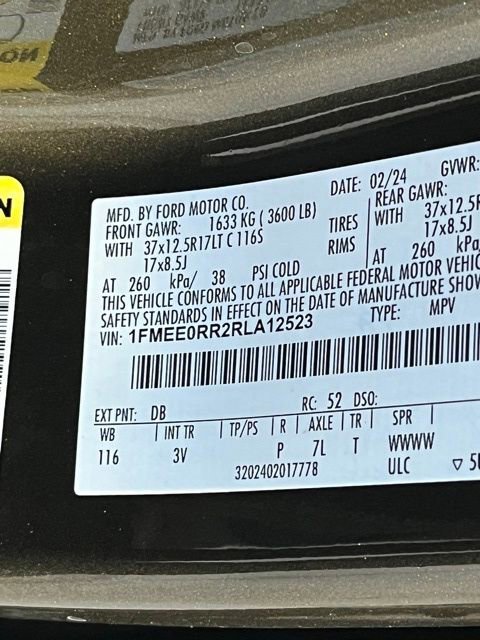 MFD. BY FORD MOTOR CO.
DATE: 02/24 GVWR:
FRONT GAWR: 1633 KG ( 3600 LB) REAR GAWR:
WITH 37x12.5R17LT C 116S TIRES WITH 37x12.5R
17x8.5J RIMS 17x8.5J
AT 260 kPa/ 38 PSI COLD AT 260 kPa
THIS VEHICLE CONFORMS TO ALL APPLICABLE FEDERAL MOTOR VEHIC
SAFETY STANDARDS IN EFFECT ON THE DATE OF MANUFACTURE SHOW
VIN: 1FMEE0RR2RLA12523 TYPE: MPV
EXT PNT: DB RC: 52 DSO:
WB INT TR TP/PS R AXLE TR SPR
116 3V P 7L T WWWW
3202402017778 ULC ▽ 5U